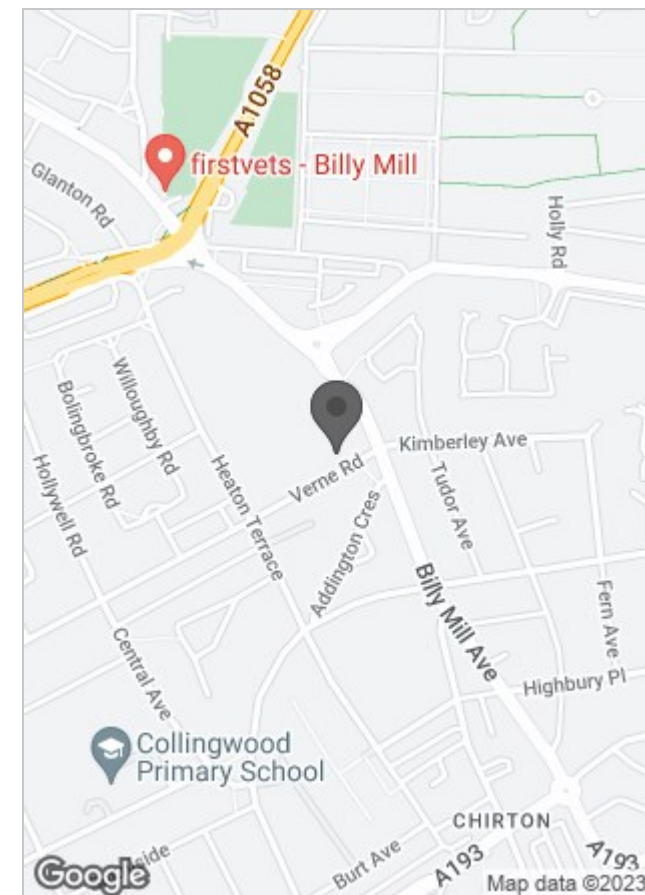 A1058
firstvets - Billy Mill
Glanton Rd
Holly Rd
Willoughby Rd
Bolingbroke Rd
Hollywell Rd
Heaton Terrace
Verne Rd
Kimberley Ave
Tudor Ave
Addington Cres
Billy Mill Ave
Fern Ave
Central Ave
Highbury Pl
Collingwood
Primary School
CHIRTON
Burt Ave
A193
A193
Google
Map data ©2023